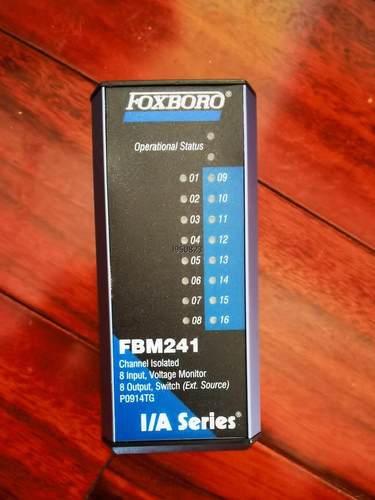 FOXBORO®
Operational Status
01 09
02 10
03 11
04 12
05 13
06 14
07 15
08 16
FBM241
Channel Isolated
8 Input, Voltage Monitor
8 Output, Switch (Ext. Source)
P0914TG
I/A Series®